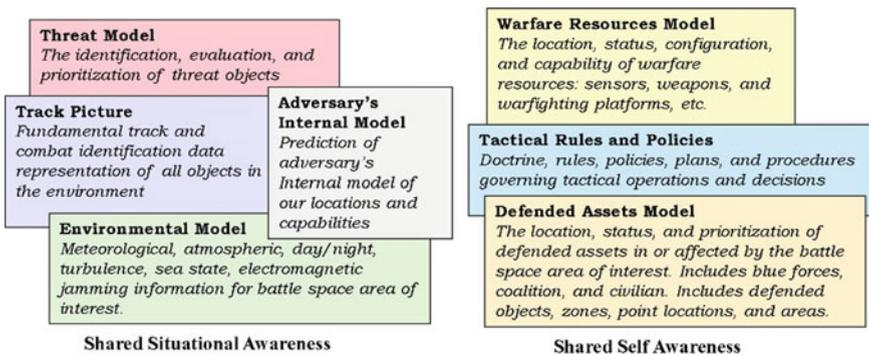 Threat Model
The identification, evaluation, and
prioritization of threat objects
Track Picture
Fundamental track and
combat identification data
representation of all objects in
the environment
Adversary's
Internal Model
Prediction of
adversary's
Internal model of
our locations and
capabilities
Environmental Model
Meteorological, atmospheric, day/night,
turbulence, sea state, electromagnetic
jamming information for battle space area of
interest.
Shared Situational Awareness
Warfare Resources Model
The location, status, configuration,
and capability of warfare
resources: sensors, weapons, and
warfighting platforms, etc.
Tactical Rules and Policies
Doctrine, rules, policies, plans, and procedures
governing tactical operations and decisions
Defended Assets Model
The location, status, and prioritization of
defended assets in or affected by the battle
space area of interest. Includes blue forces,
coalition, and civilian. Includes defended
objects, zones, point locations, and areas.
Shared Self Awareness